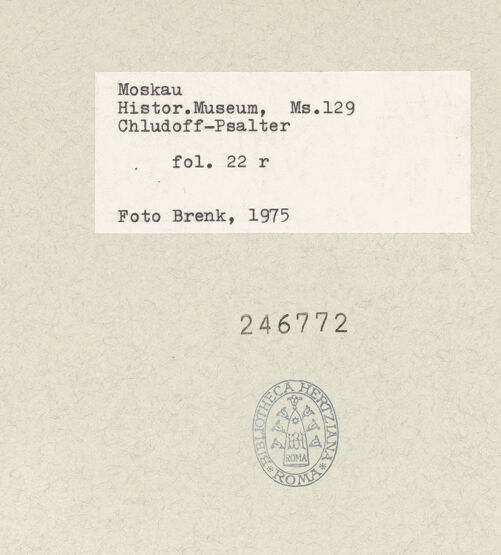 Moskau
Histor.Museum, Ms.129
Chludoff-Psalter
fol. 22 r
Foto Brenk, 1975
246772
BIBLIOTHECA HERTZIANA
ROMA
ROMA